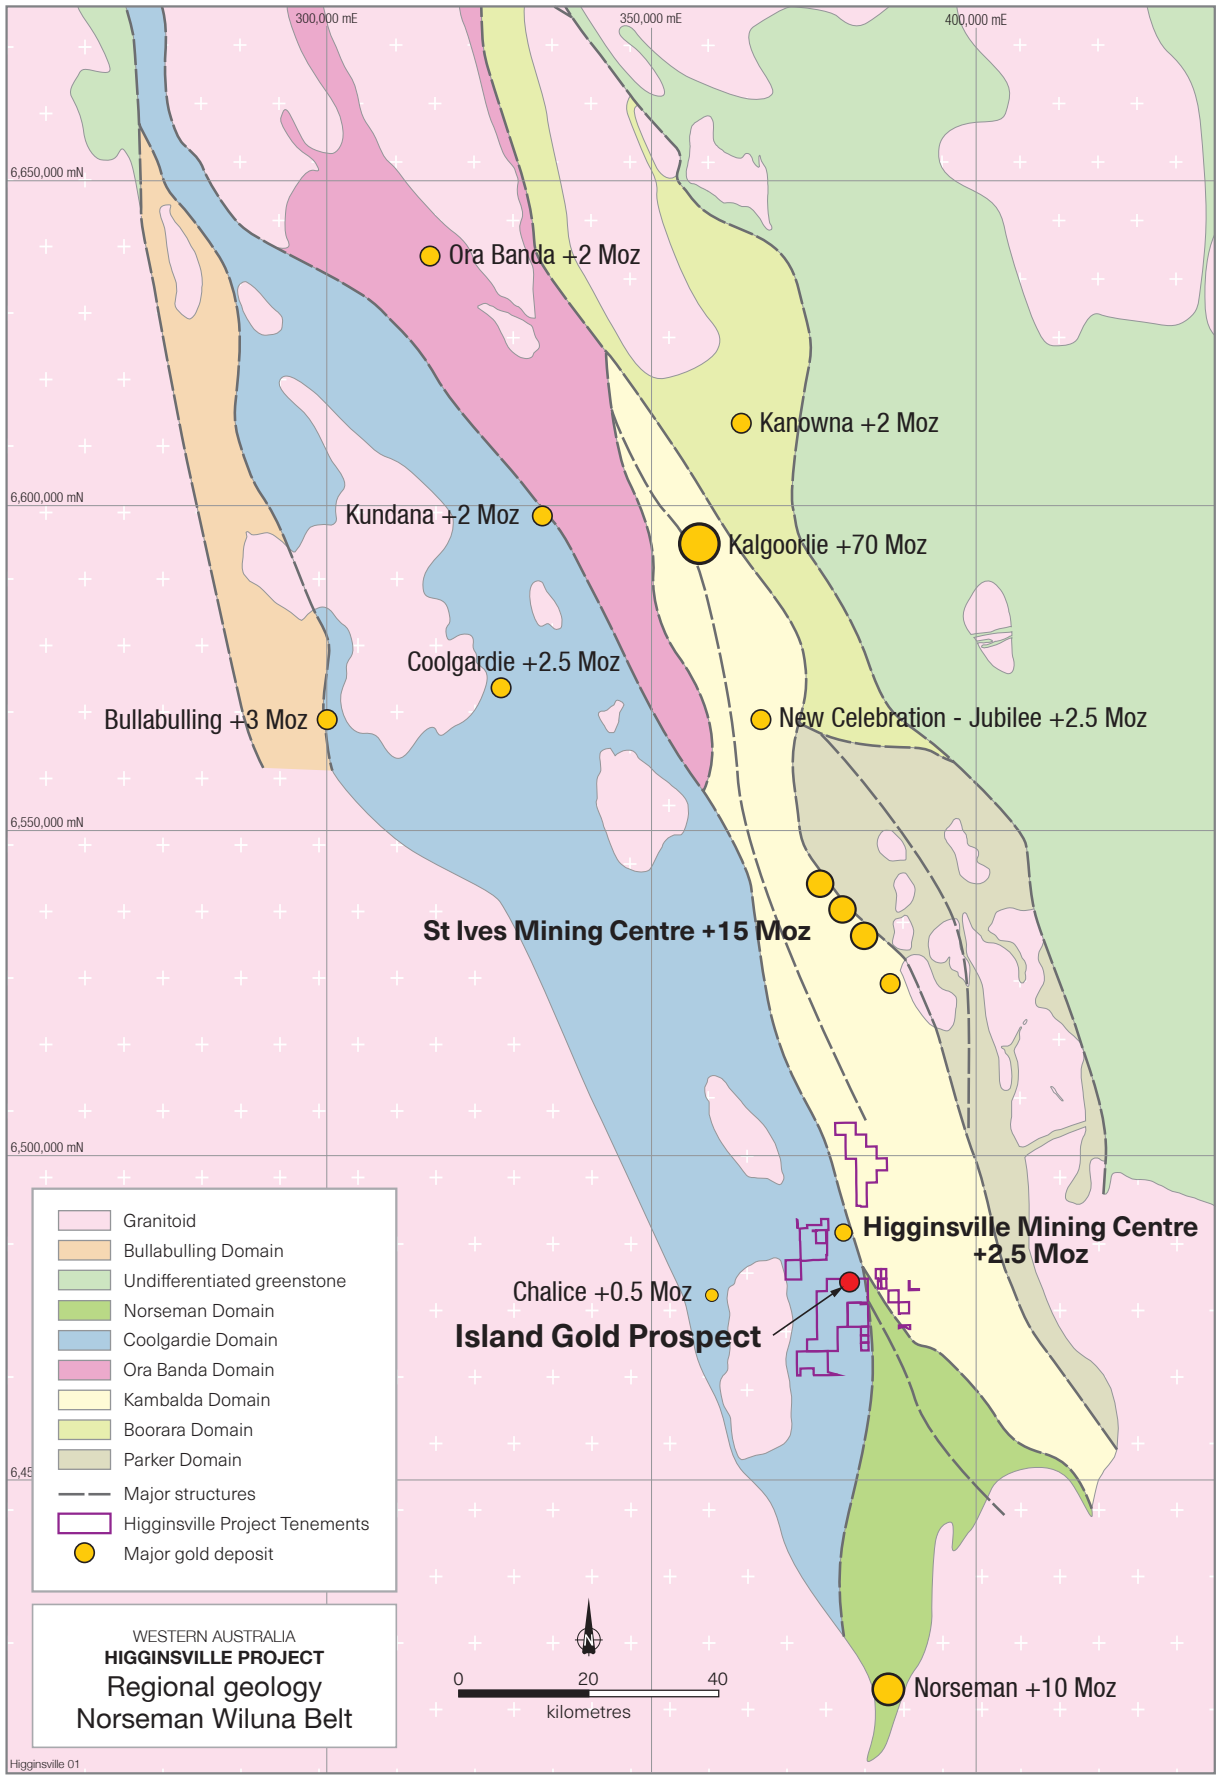 300,000 mE
350,000 mE
400,000 mE
6,650,000 mN
Ora Banda +2 Moz
Kanowna +2 Moz
6,600,000 mN
Kundana +2 Moz
Kalgoorlie +70 Moz
Coolgardie +2.5 Moz
Bullabulling +3 Moz
New Celebration - Jubilee +2.5 Moz
6,550,000 mN
St Ives Mining Centre +15 Moz
6,500,000 mN
Higginsville Mining Centre
+2.5 Moz
Chalice +0.5 Moz
Island Gold Prospect
6,45
Granitoid
Bullabulling Domain
Undifferentiated greenstone
Norseman Domain
Coolgardie Domain
Ora Banda Domain
Kambalda Domain
Boorara Domain
Parker Domain
Major structures
Higginsville Project Tenements
Major gold deposit
WESTERN AUSTRALIA
HIGGINSVILLE PROJECT
Regional geology
Norseman Wiluna Belt
N
0 20 40
kilometres
Norseman +10 Moz
Higginsville 01